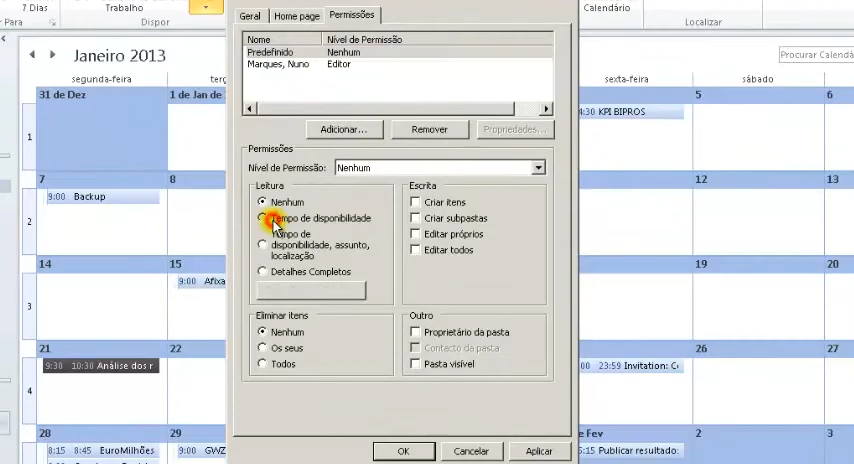 7 Dias
Trabalho
r Para
Dispor
Calendário
Localizar
Geral
Home page
Permissões
Janeiro 2013
Procurar Calendá
segunda-feira
terç
sexta-feira
sábado
Nome
Nível de Permissão
Predefinido
Nenhum
Marques, Nuno
Editor
Adicionar...
Remover
Propriedades...
Permissões
Nível de Permissão:
Nenhum
Leitura
Nenhum
Tempo de disponibilidade
Tempo de
disponibilidade, assunto,
localização
Detalhes Completos
Escrita
Criar itens
Criar subpastas
Editar próprios
Editar todos
Eliminar itens
Nenhum
Os seus
Todos
Outro
Proprietário da pasta
Contacto da pasta
Pasta visível
OK
Cancelar
Aplicar
31 de Dez
1 de Jan de
5
6
1
4:30 KPI BIPROS
7
8
12
13
9:00 Backup
2
14
15
19
20
9:00 Afixa
3
21
22
26
27
9:30 10:30 Análise dos r
00 23:59 Invitation: C
4
28
29
e Fev
2
3
8:15 8:45 EuroMilhões
9:00 GWZ
5:15 Publicar resultado: